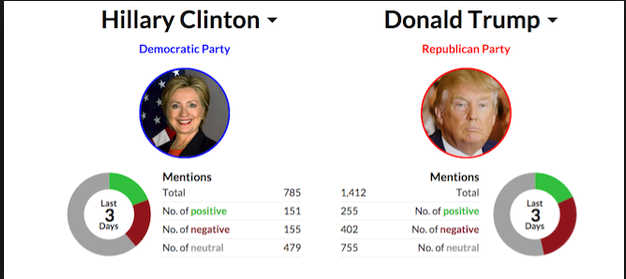 Hillary Clinton
Donald Trump
Democratic Party
Republican Party
Mentions
Total 785
No. of positive 151
No. of negative 155
No. of neutral 479
Last
3
Days
Mentions
1,412 Total
255 No. of positive
402 No. of negative
755 No. of neutral
Last
3
Days